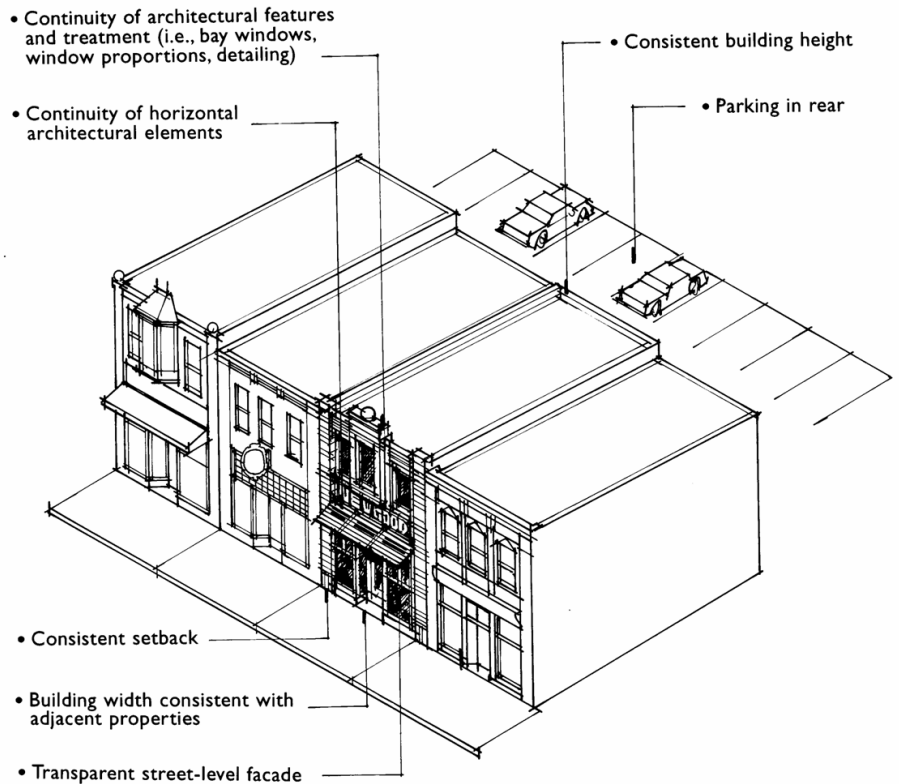 • Continuity of architectural features
and treatment (i.e., bay windows,
window proportions, detailing)
• Consistent building height
• Parking in rear
• Continuity of horizontal
architectural elements
• Consistent setback
• Building width consistent with
adjacent properties
• Transparent street-level facade